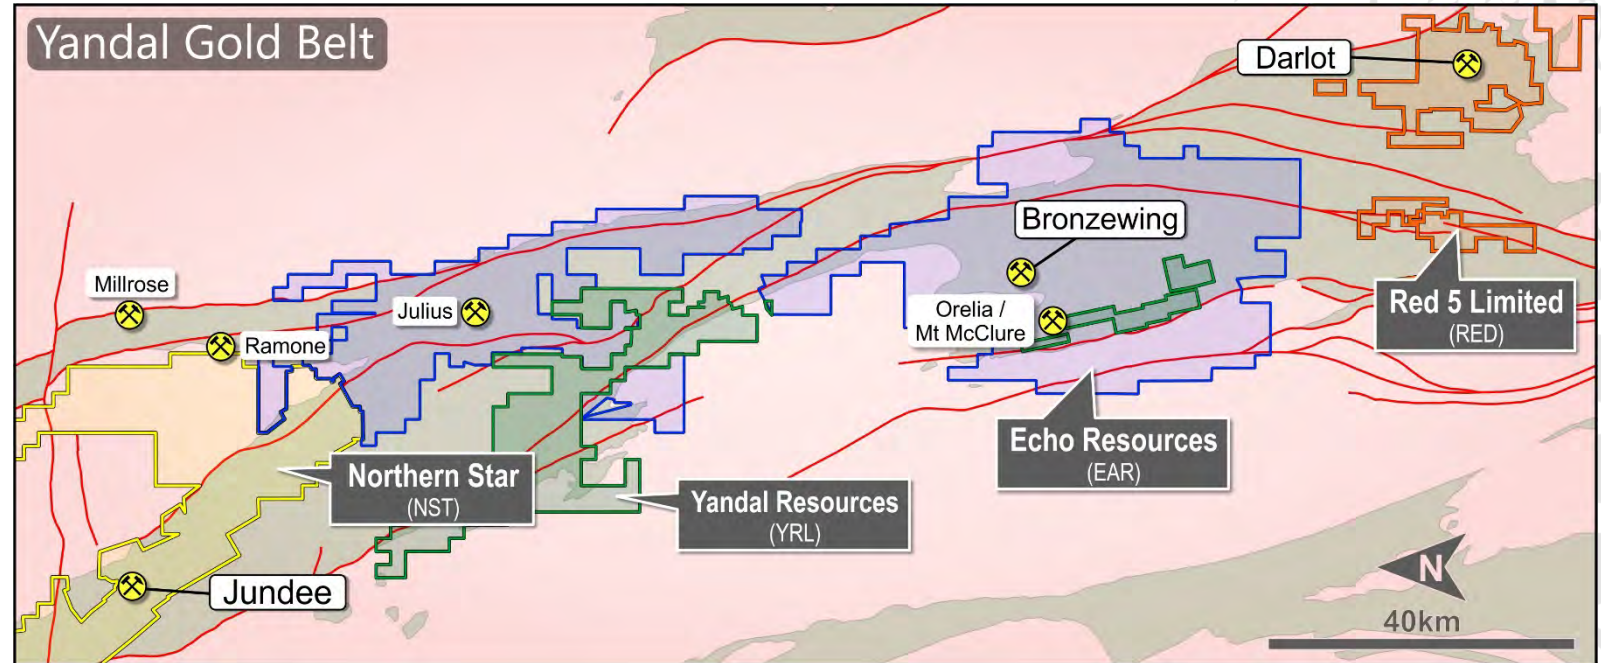 Yandal Gold Belt
Darlot
Bronzewing
Millrose
Julius
Orelia /
Mt McClure
Ramone
Red 5 Limited
(RED)
Echo Resources
(EAR)
Northern Star
(NST)
Yandal Resources
(YRL)
Jundee
N
40km